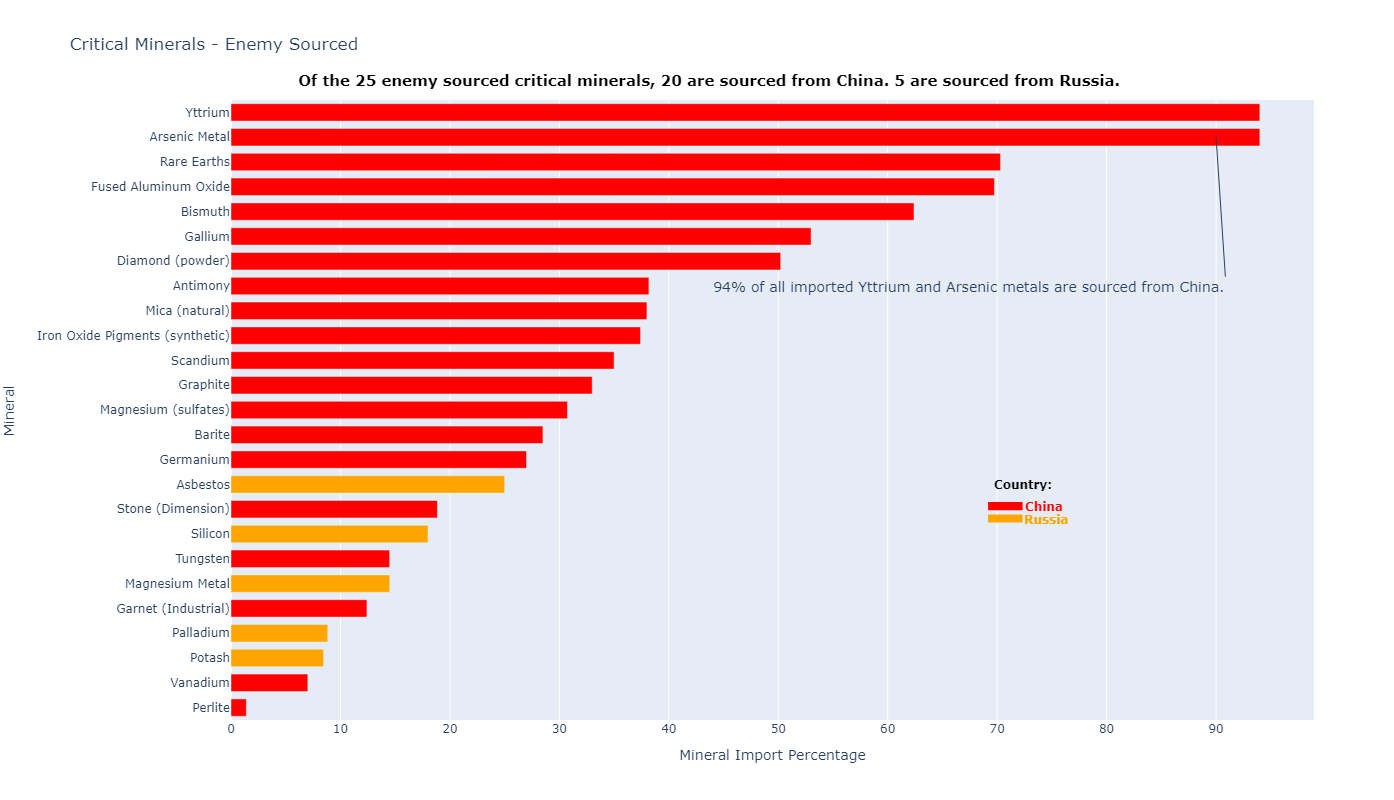 Critical Minerals - Enemy Sourced
Of the 25 enemy sourced critical minerals, 20 are sourced from China. 5 are sourced from Russia.
Yttrium
Arsenic Metal
Rare Earths
Fused Aluminum Oxide
Bismuth
Gallium
Diamond (powder)
Antimony
94% of all imported Yttrium and Arsenic metals are sourced from China.
Mica (natural)
Iron Oxide Pigments (synthetic)
Scandium
Graphite
Magnesium (sulfates)
Barite
Germanium
Asbestos
Stone (Dimension)
Silicon
Tungsten
Magnesium Metal
Garnet (Industrial)
Palladium
Potash
Vanadium
Perlite
Mineral
Country:
China
Russia
0 10 20 30 40 50 60 70 80 90
Mineral Import Percentage